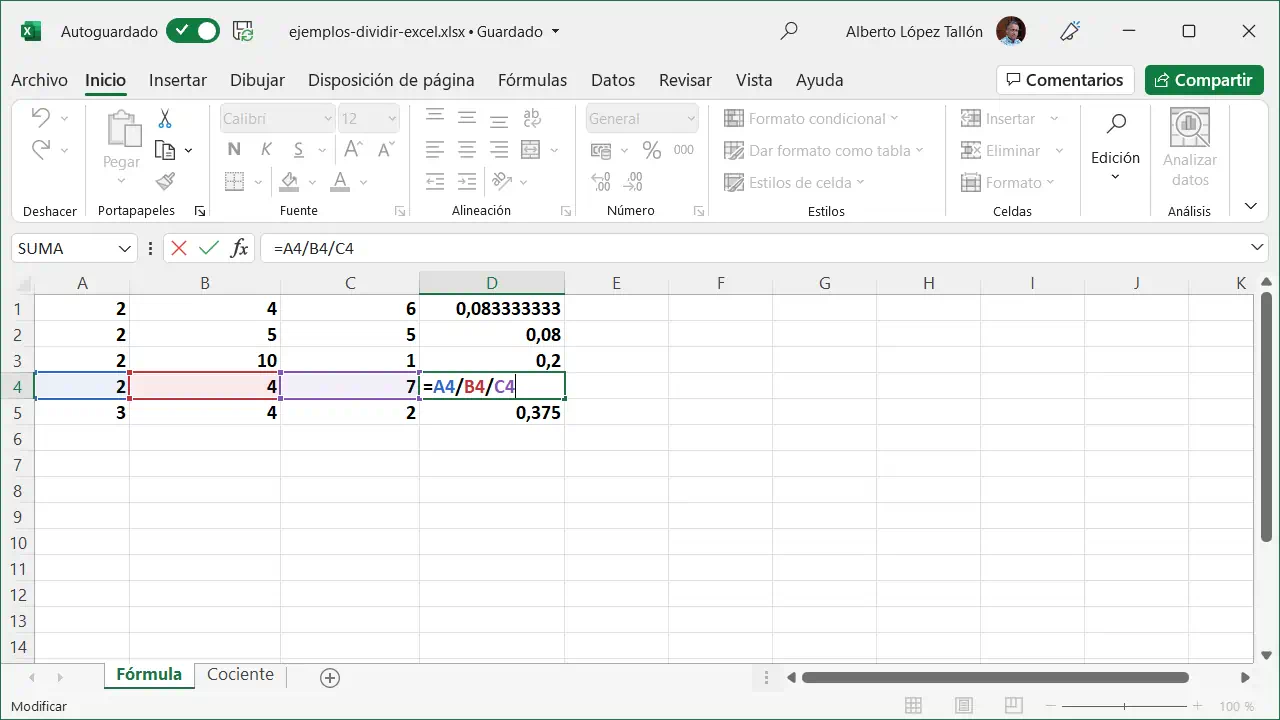 Autoguardado ejemplos-dividir-excel.xlsx • Guardado Alberto López Tallón
Archivo Inicio Insertar Dibujar Disposición de página Fórmulas Datos Revisar Vista Ayuda Comentarios Compartir
Calibri 12 ab General Formato condicional Insertar
Pegar N K S A A % 000 Dar formato como tabla Eliminar Edición Analizar datos
A Estilos de celda Formato
Deshacer Portapapeles Fuente Alineación Número Estilos Celdas Análisis
SUMA fx =A4/B4/C4
A B C D E F G H I J K
1 2 4 6 0,083333333
2 2 5 5 0,08
3 2 10 1 0,2
4 2 4 7 =A4/B4/C4
5 3 4 2 0,375
6
7
8
9
10
11
12
13
14
Fórmula Cociente
Modificar 100 %